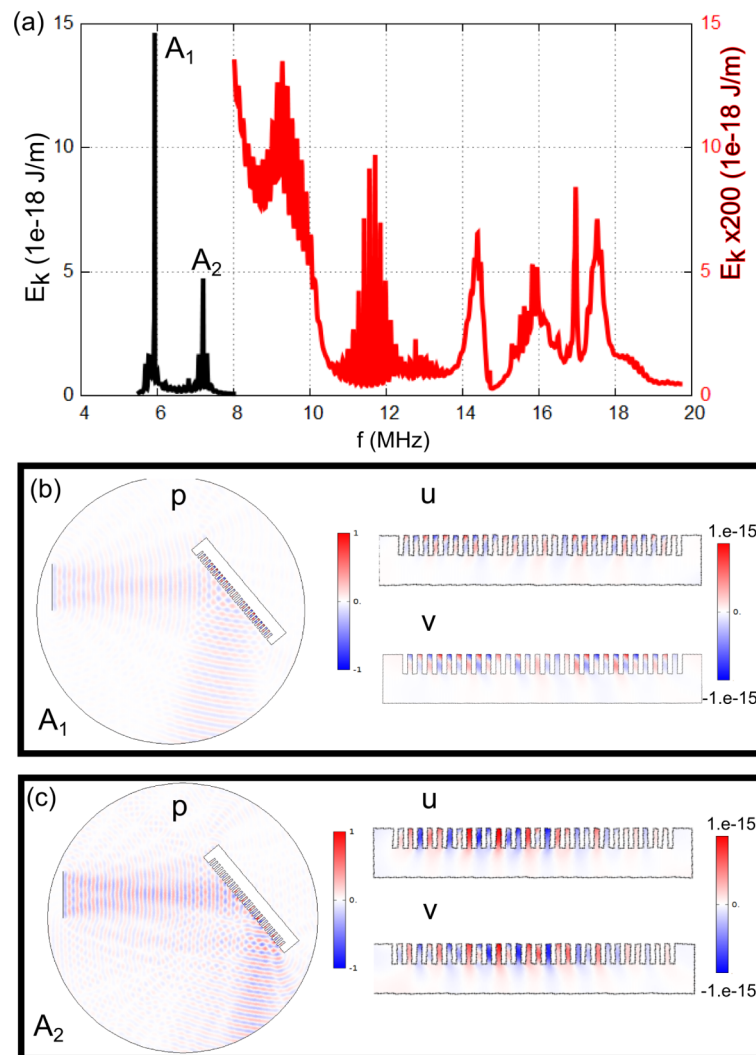 (a)
15
10
5
0
A₁
A₂
15
10
5
0
Eₖ (1e-18 J/m)
Eₖ x200 (1e-18 J/m)
4 6 8 10 12 14 16 18 20
f (MHz)
(b)
p
u
1
0
-1
1.e-15
0.
-1.e-15
v
A₁
(c)
p
u
1
0
-1
1.e-15
0.
-1.e-15
v
A₂